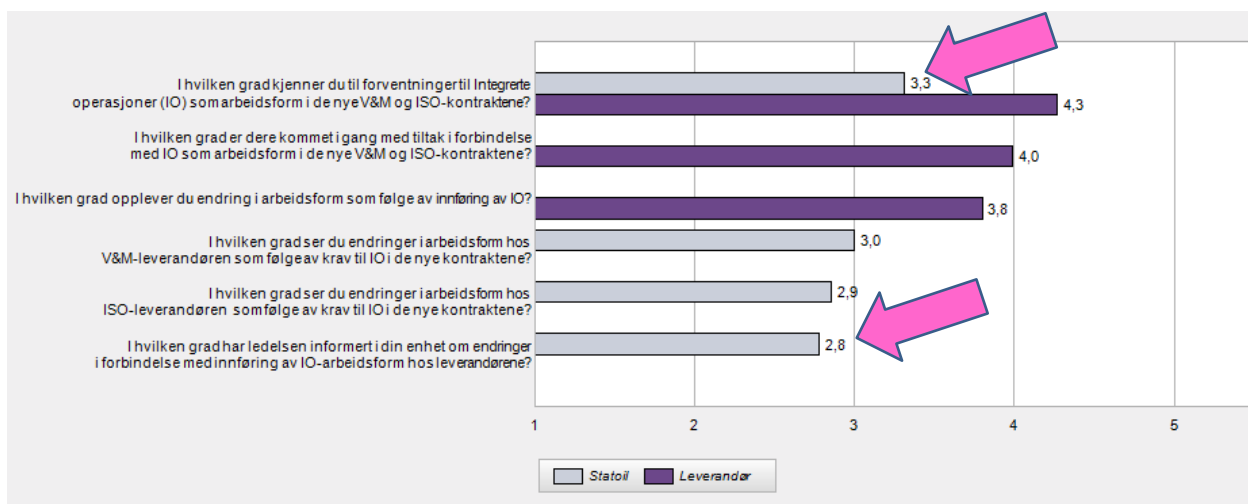 I hvilken grad kjenner du til forventninger til Integrerte
operasjoner (IO) som arbeidsform i de nye V&M og ISO-kontraktene?
3,3
4,3
I hvilken grad er dere kommet i gang med tiltak i forbindelse
med IO som arbeidsform i de nye V&M og ISO-kontraktene?
4,0
I hvilken grad opplever du endring i arbeidsform som følge av innføring av IO?
3,8
I hvilken grad ser du endringer i arbeidsform hos
V&M-leverandøren som følge av krav til IO i de nye kontraktene?
3,0
I hvilken grad ser du endringer i arbeidsform hos
ISO-leverandøren som følge av krav til IO i de nye kontraktene?
2,9
I hvilken grad har ledelsen informert i din enhet om endringer
i forbindelse med innføring av IO-arbeidsform hos leverandørene?
2,8
1 2 3 4 5
Statoil Leverandør